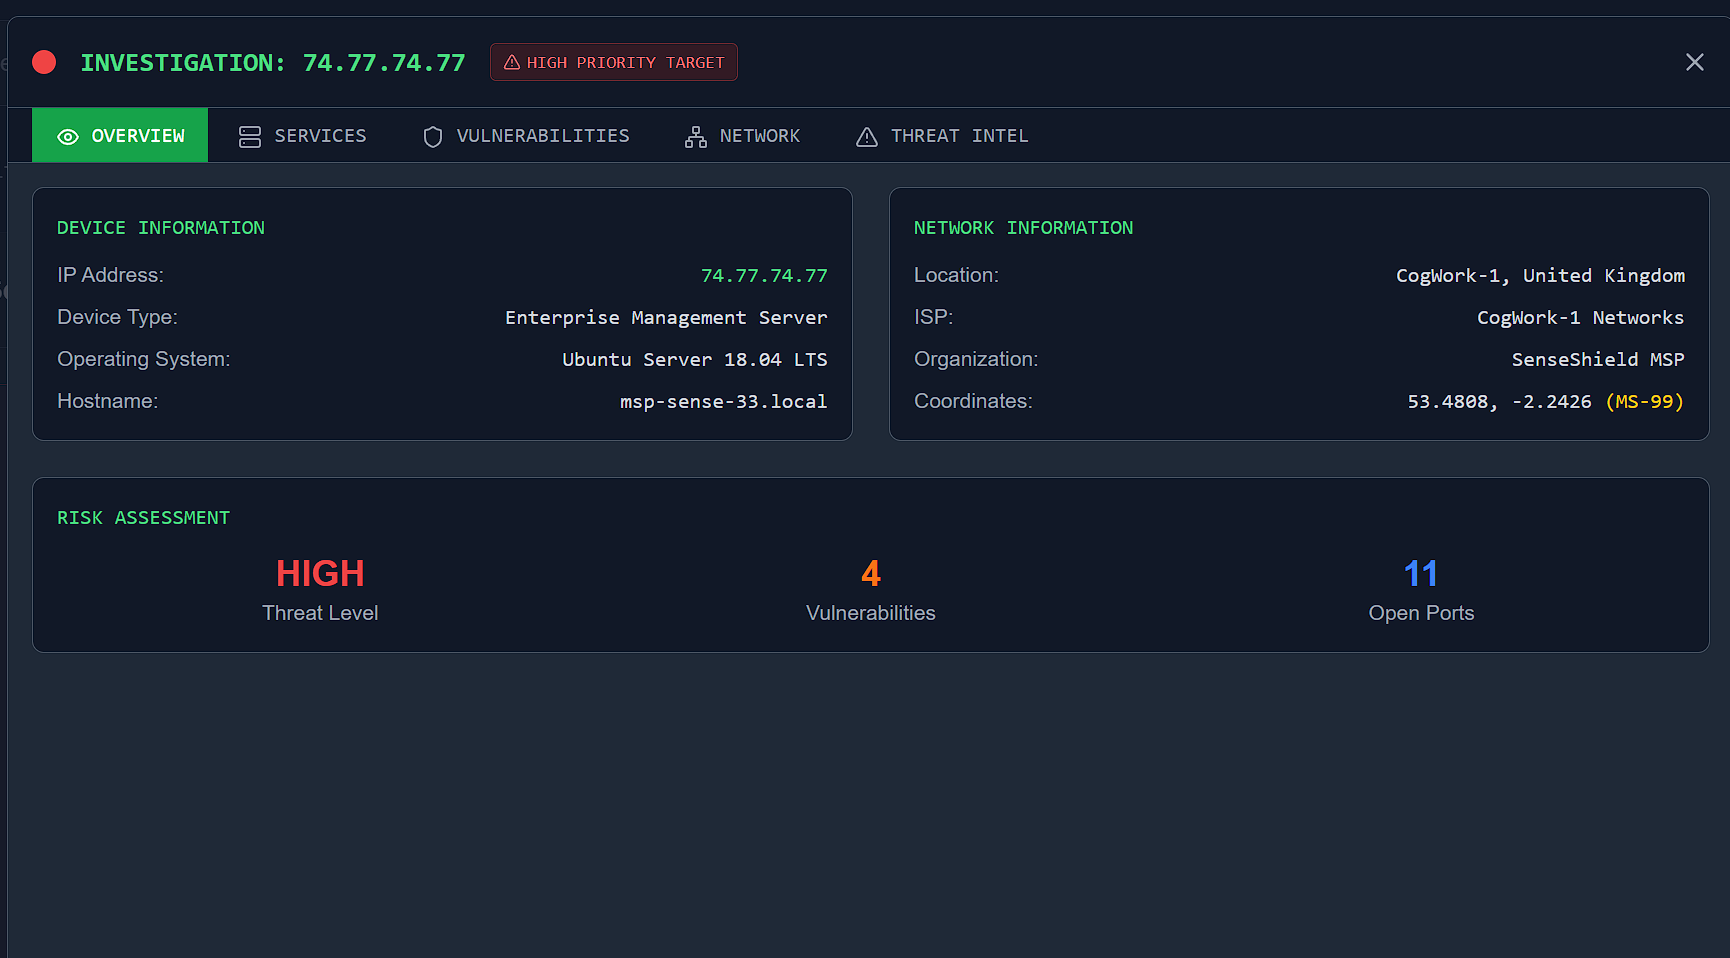 INVESTIGATION: 74.77.74.77
HIGH PRIORITY TARGET
OVERVIEW
SERVICES
VULNERABILITIES
NETWORK
THREAT INTEL
DEVICE INFORMATION
IP Address: 74.77.74.77
Device Type: Enterprise Management Server
Operating System: Ubuntu Server 18.04 LTS
Hostname: msp-sense-33.local
NETWORK INFORMATION
Location: CogWork-1, United Kingdom
ISP: CogWork-1 Networks
Organization: SenseShield MSP
Coordinates: 53.4808, -2.2426 (MS-99)
RISK ASSESSMENT
HIGH
Threat Level
4
Vulnerabilities
11
Open Ports